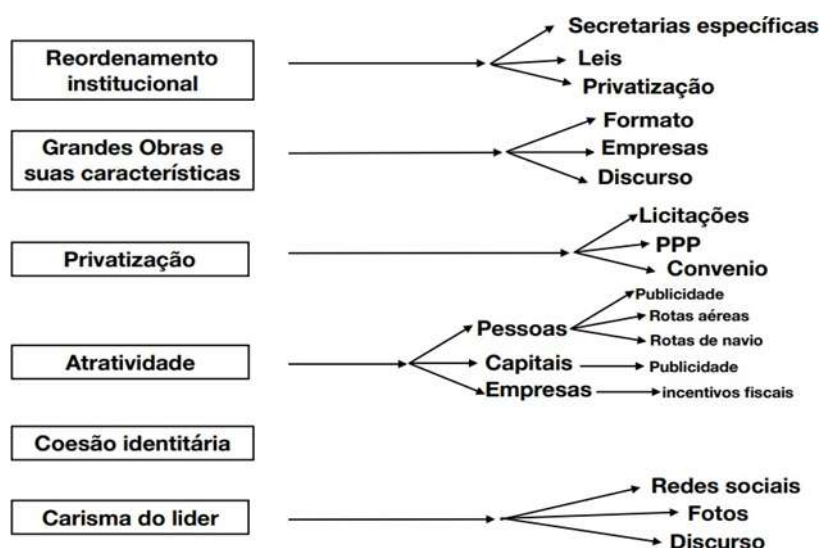 Reordenamento
institucional
Secretarias específicas
Leis
Privatização
Grandes Obras e
suas características
Formato
Empresas
Discurso
Privatização
Licitações
PPP
Convenio
Atratividade
Pessoas
Publicidade
Rotas aéreas
Rotas de navio
Capitais
Publicidade
Empresas
incentivos fiscais
Coesão identitária
Carisma do lider
Redes sociais
Fotos
Discurso